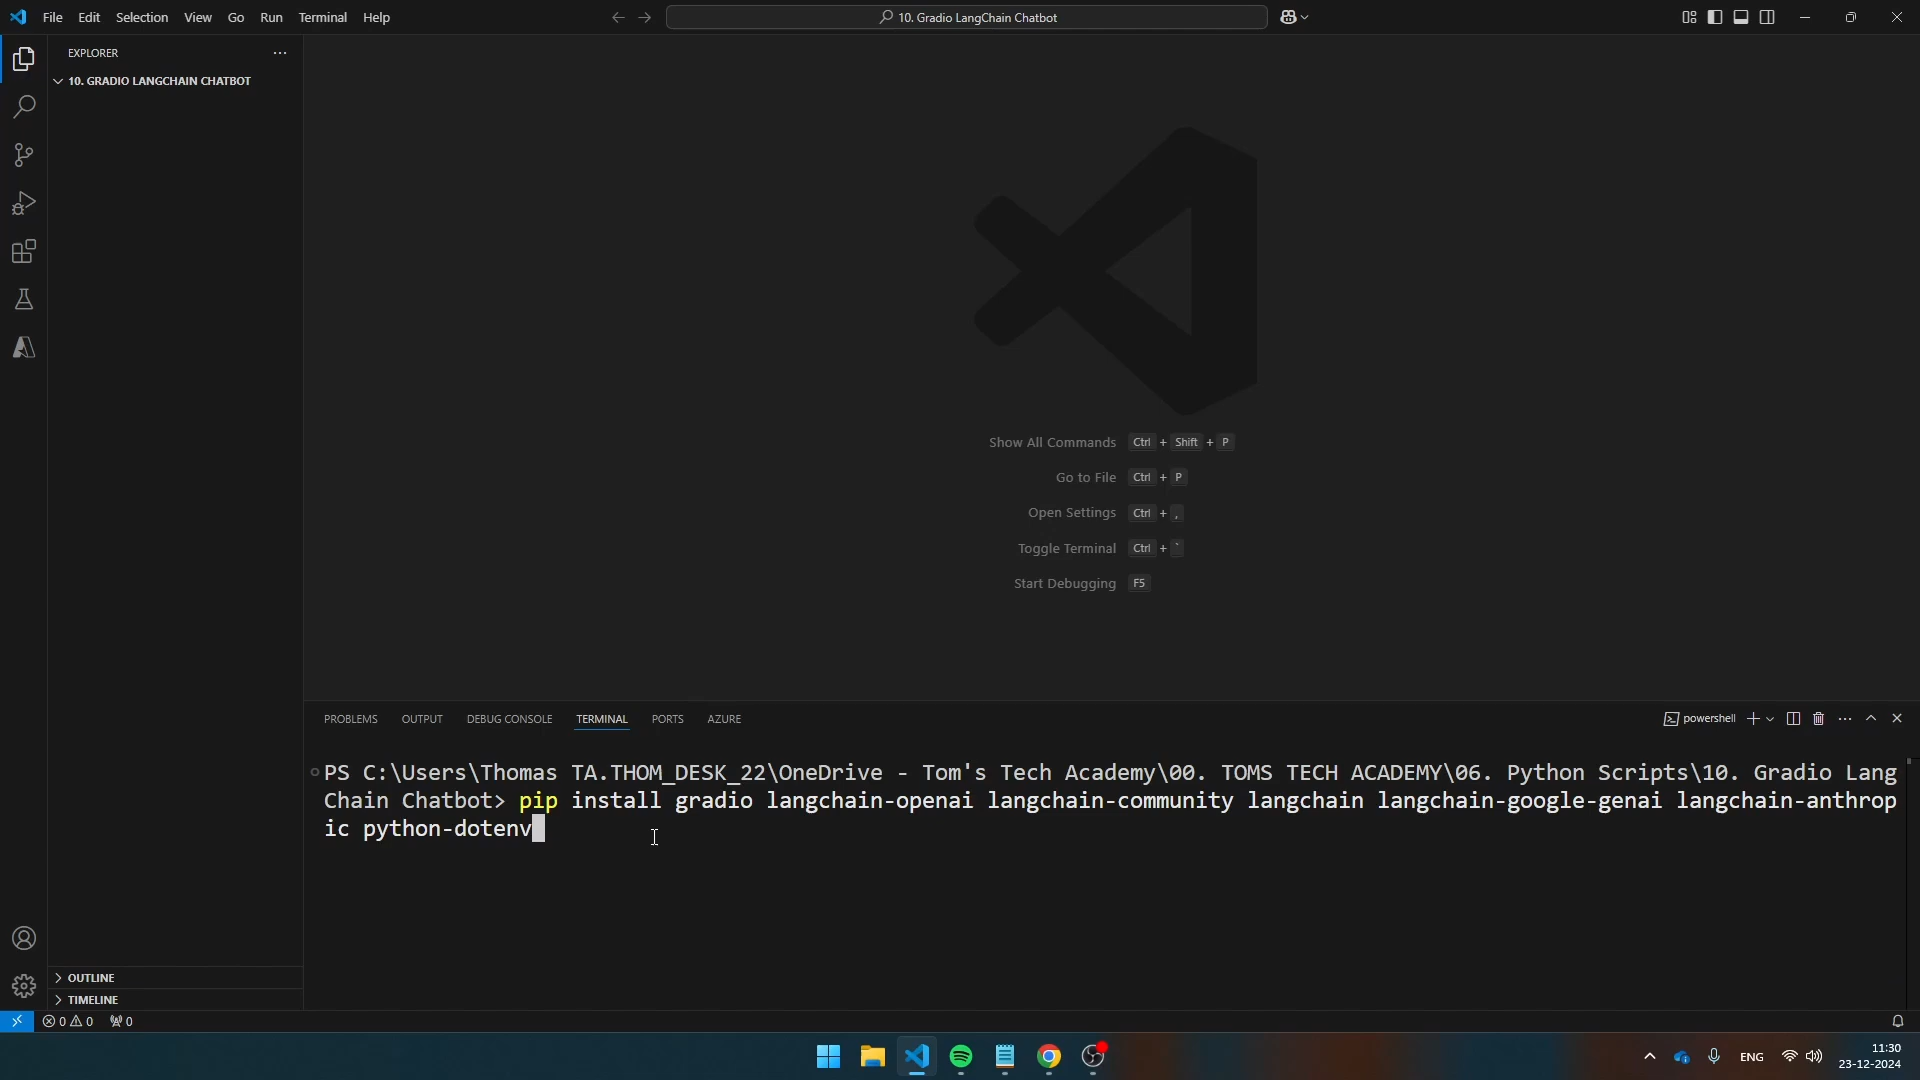 File Edit Selection View Go Run Terminal Help
10. Gradio LangChain Chatbot
EXPLORER
10. GRADIO LANGCHAIN CHATBOT
Show All Commands Ctrl + Shift + P
Go to File Ctrl + P
Open Settings Ctrl + ,
Toggle Terminal Ctrl + `
Start Debugging F5
PROBLEMS OUTPUT DEBUG CONSOLE TERMINAL PORTS AZURE
powershell
PS C:\Users\Thomas TA.THOM_DESK_22\OneDrive - Tom's Tech Academy\00. TOMS TECH ACADEMY\06. Python Scripts\10. Gradio Lang
Chain Chatbot> pip install gradio langchain-openai langchain-community langchain langchain-google-genai langchain-anthrop
ic python-dotenv
OUTLINE
TIMELINE
0 0 0
ENG
11:30
23-12-2024